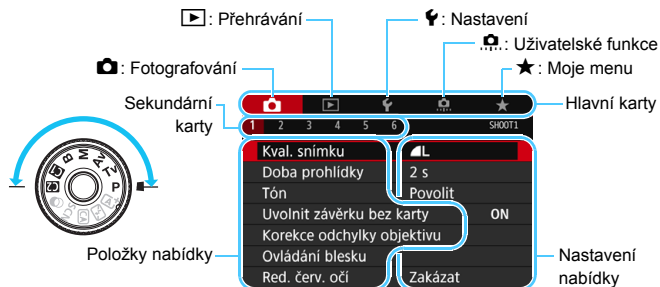 : Přehrávání
: Nastavení
: Uživatelské funkce
: Fotografování
: Moje menu
Sekundární
karty
Hlavní karty
1 2 3 4 5 6 SHOOT1
Kval. snímku L
Doba prohlídky 2 s
Tón Povolit
Uvolnit závěrku bez karty ON
Korekce odchylky objektivu
Ovládání blesku
Red. červ. očí Zakázat
B M Av Tv P
Položky nabídky
Nastavení
nabídky